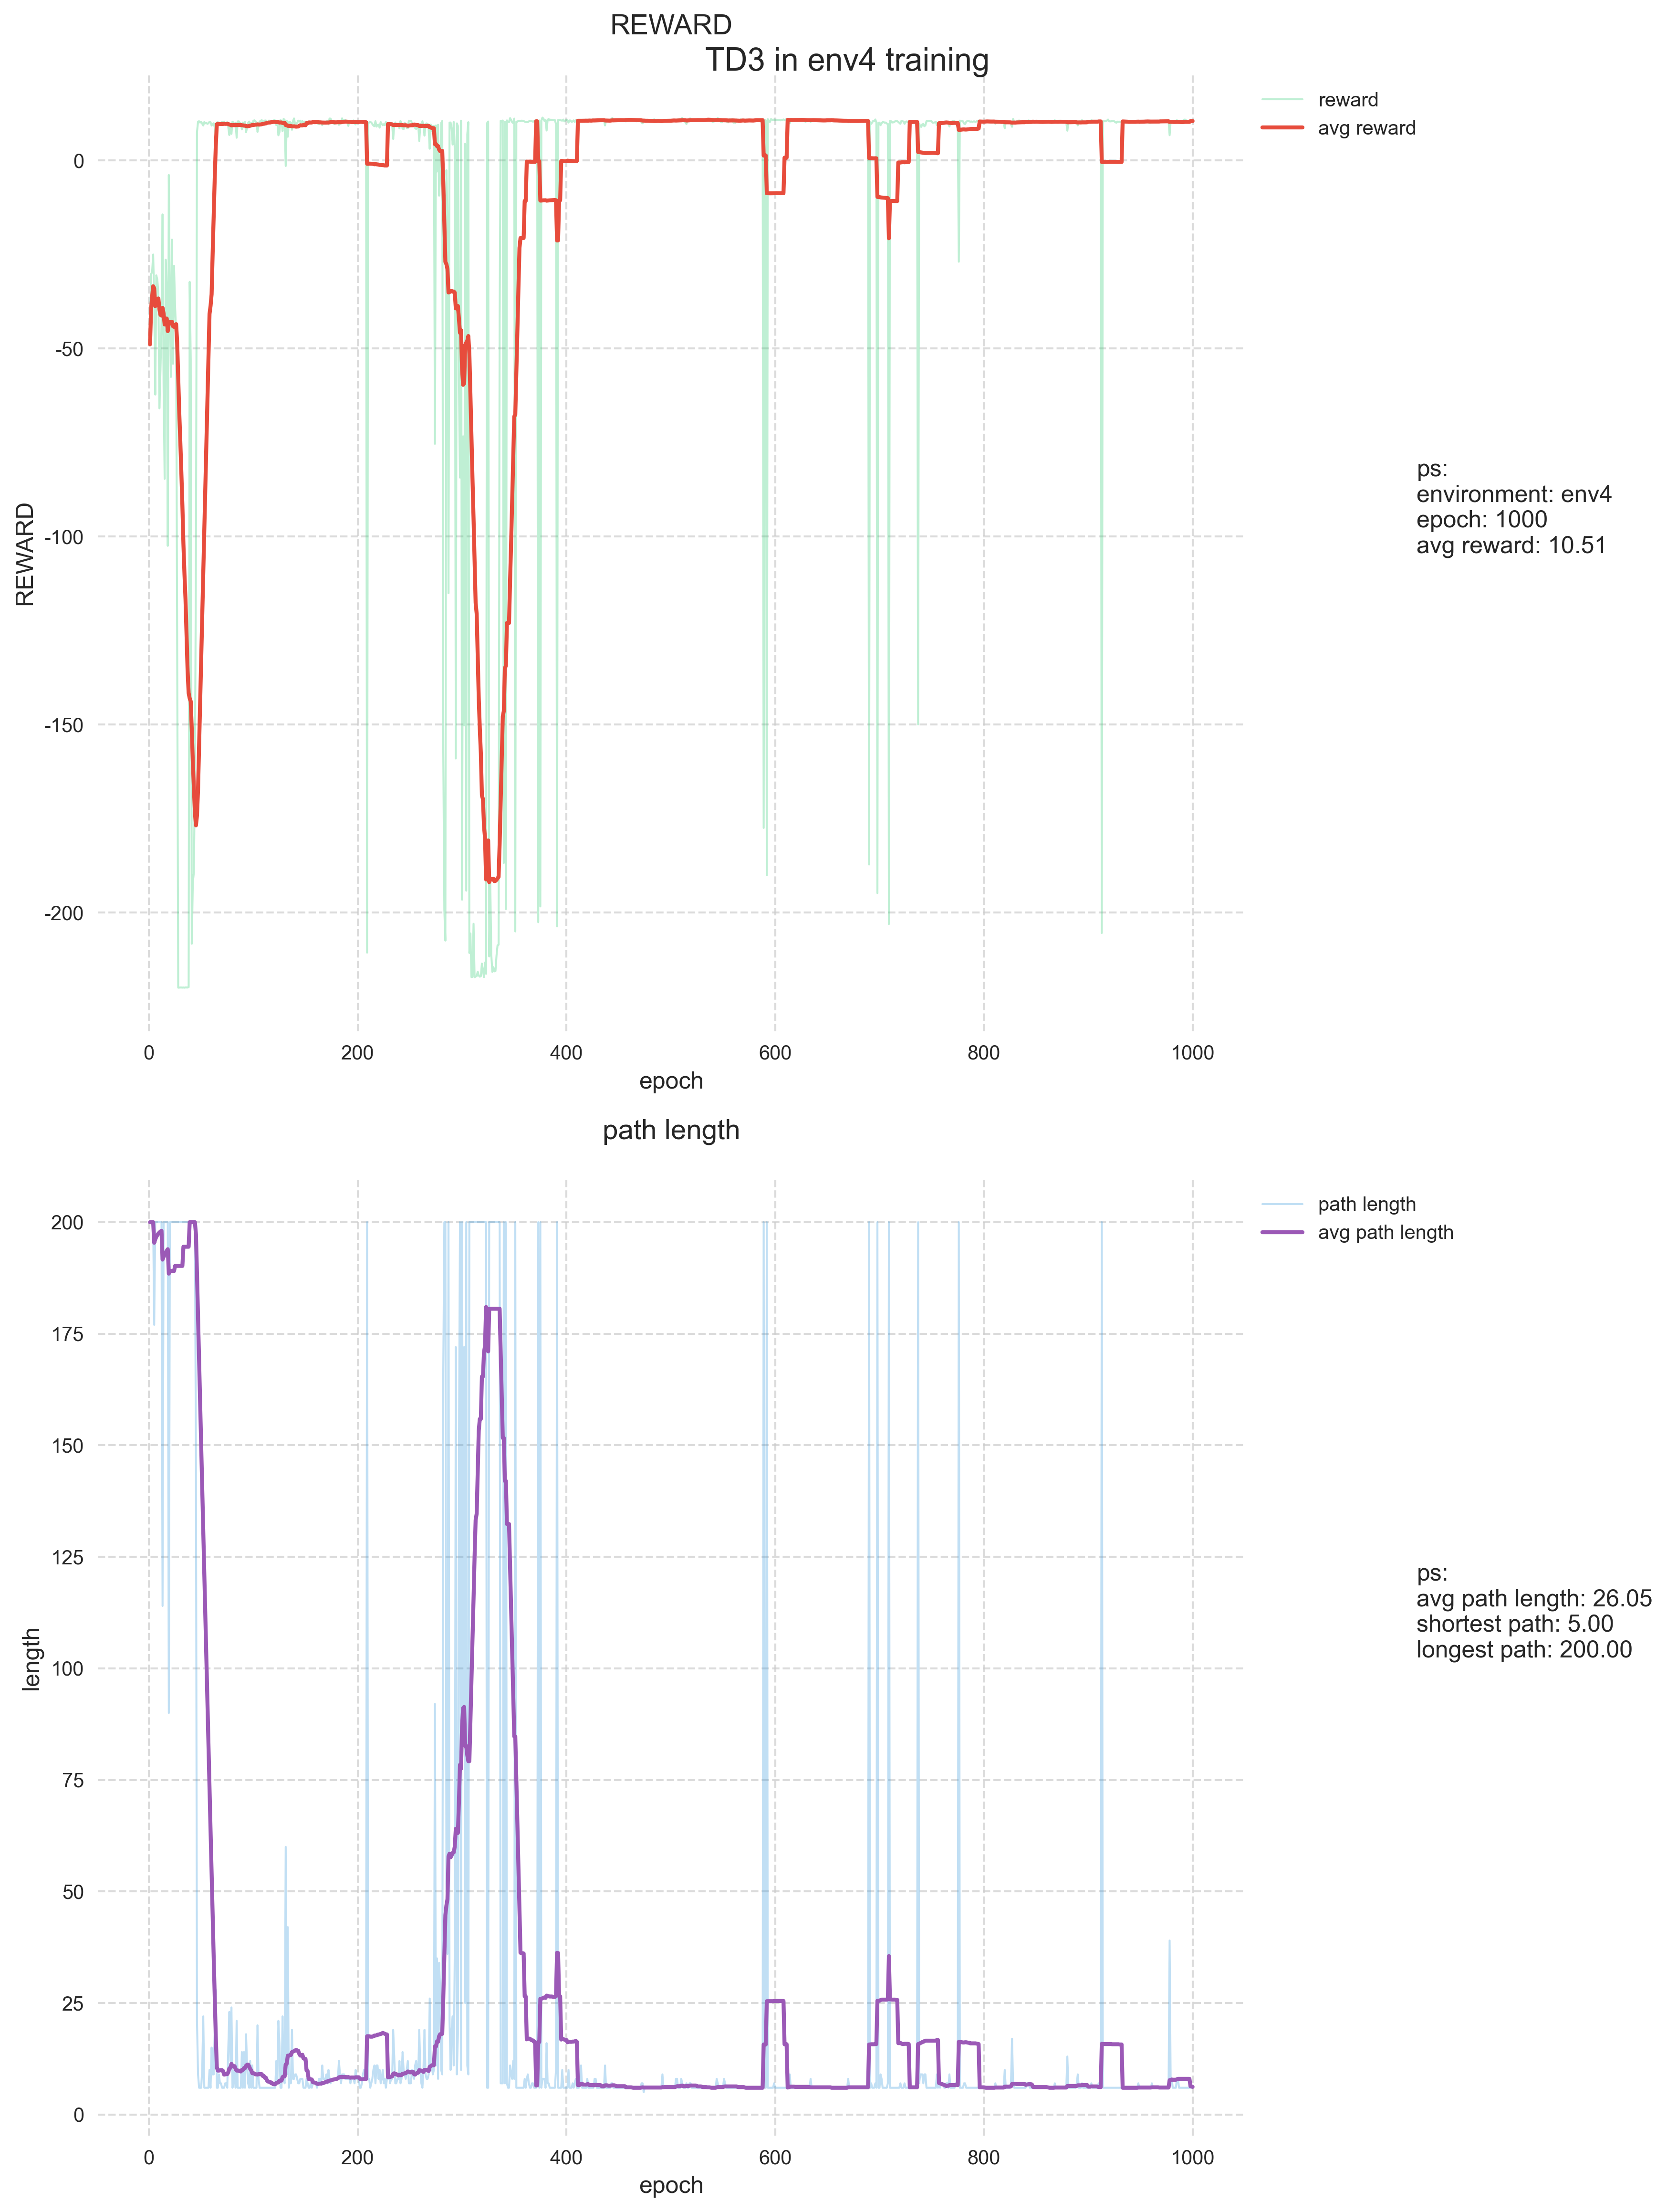 REWARD
TD3 in env4 training
reward
avg reward
0
-50
-100
-150
-200
REWARD
ps:
environment: env4
epoch: 1000
avg reward: 10.51
0 200 400 600 800 1000
epoch
path length
path length
avg path length
200
175
150
125
100
75
50
25
0
length
ps:
avg path length: 26.05
shortest path: 5.00
longest path: 200.00
0 200 400 600 800 1000
epoch